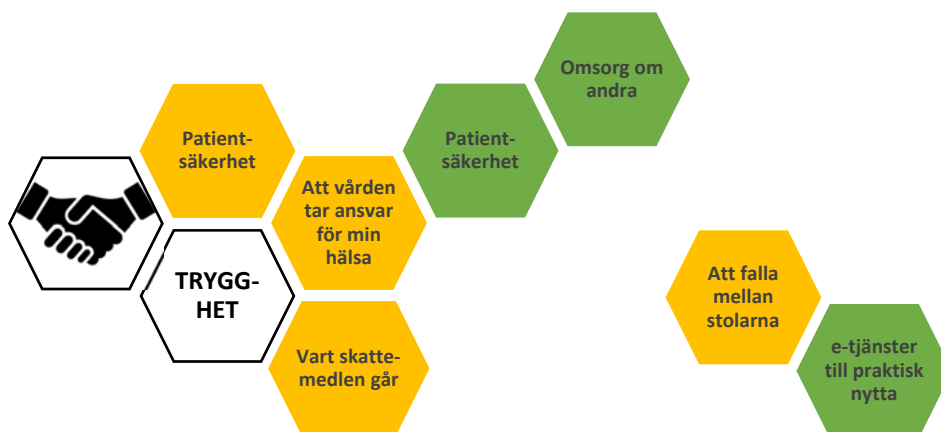 Omsorg om
andra
Patient-
säkerhet
Patient-
säkerhet
Att vården
tar ansvar
för min
hälsa
TRYGG-
HET
Vart skatte-
medlen går
Att falla
mellan
stolarna
e-tjänster
till praktisk
nytta